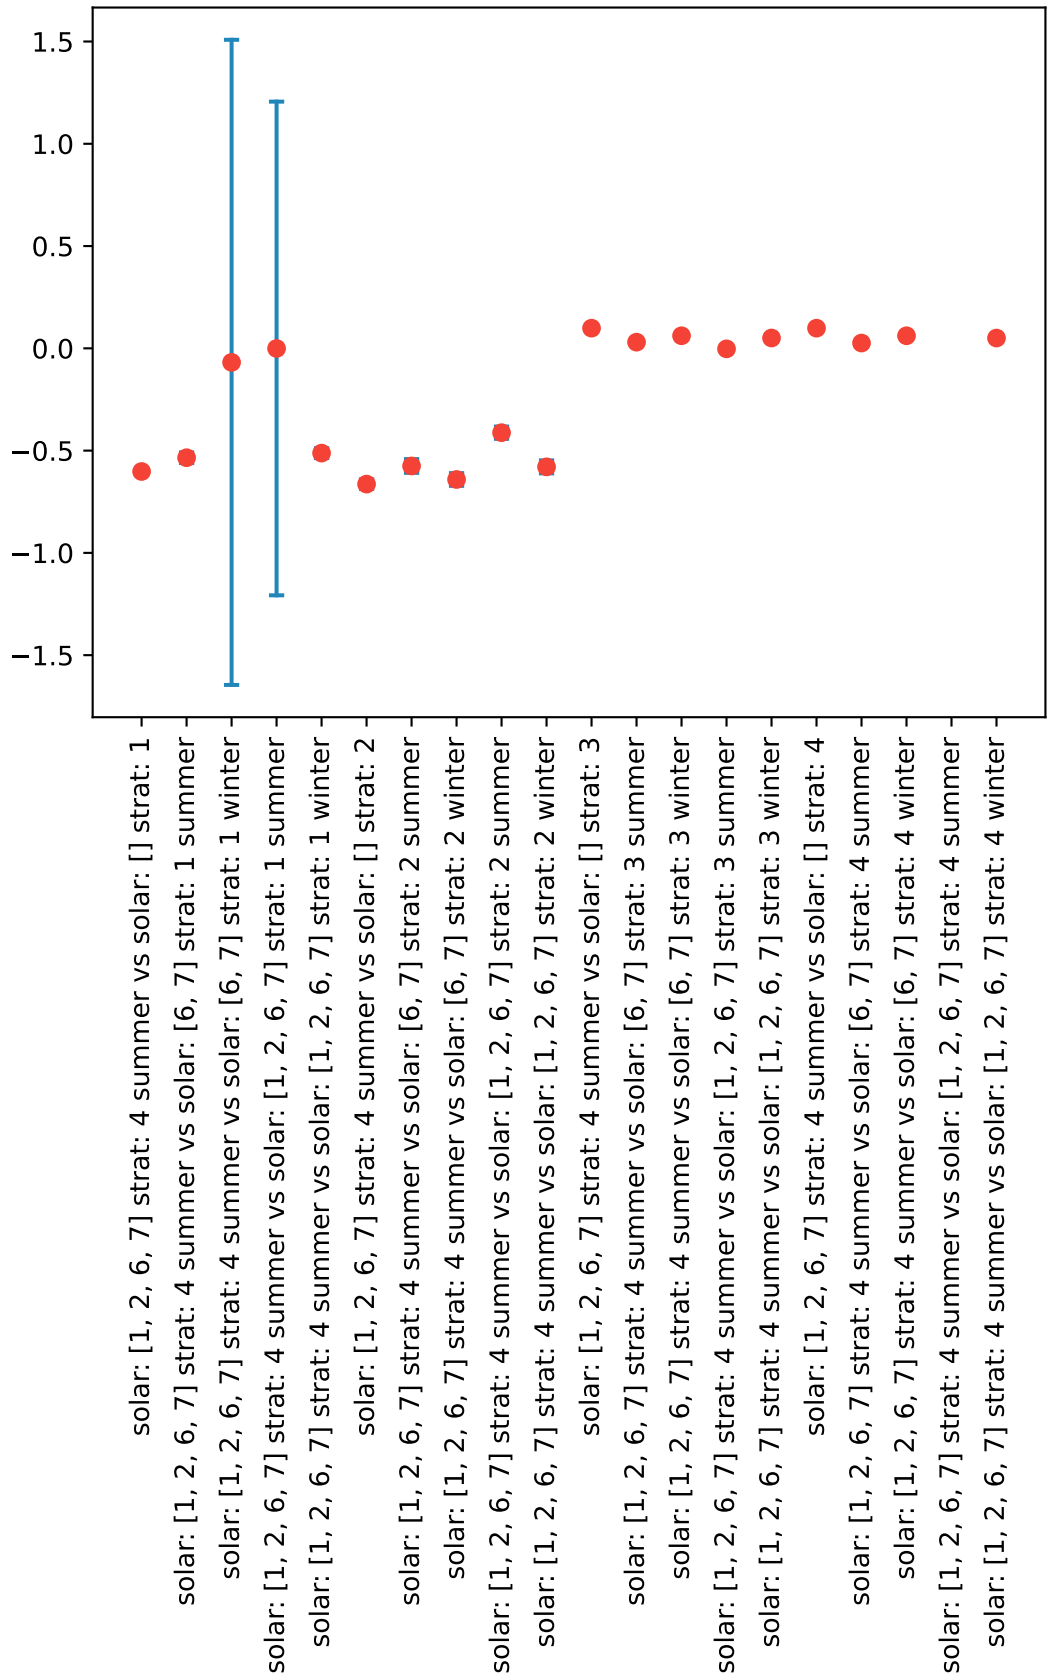 1.5
1.0
0.5
0.0
−0.5
−1.0
−1.5
solar: [1, 2, 6, 7] strat: 4 summer vs solar: [] strat: 1
solar: [1, 2, 6, 7] strat: 4 summer vs solar: [6, 7] strat: 1 summer
solar: [1, 2, 6, 7] strat: 4 summer vs solar: [6, 7] strat: 1 winter
solar: [1, 2, 6, 7] strat: 4 summer vs solar: [1, 2, 6, 7] strat: 1 summer
solar: [1, 2, 6, 7] strat: 4 summer vs solar: [1, 2, 6, 7] strat: 1 winter
solar: [1, 2, 6, 7] strat: 4 summer vs solar: [] strat: 2
solar: [1, 2, 6, 7] strat: 4 summer vs solar: [6, 7] strat: 2 summer
solar: [1, 2, 6, 7] strat: 4 summer vs solar: [6, 7] strat: 2 winter
solar: [1, 2, 6, 7] strat: 4 summer vs solar: [1, 2, 6, 7] strat: 2 summer
solar: [1, 2, 6, 7] strat: 4 summer vs solar: [1, 2, 6, 7] strat: 2 winter
solar: [1, 2, 6, 7] strat: 4 summer vs solar: [] strat: 3
solar: [1, 2, 6, 7] strat: 4 summer vs solar: [6, 7] strat: 3 summer
solar: [1, 2, 6, 7] strat: 4 summer vs solar: [6, 7] strat: 3 winter
solar: [1, 2, 6, 7] strat: 4 summer vs solar: [1, 2, 6, 7] strat: 3 summer
solar: [1, 2, 6, 7] strat: 4 summer vs solar: [1, 2, 6, 7] strat: 3 winter
solar: [1, 2, 6, 7] strat: 4 summer vs solar: [] strat: 4
solar: [1, 2, 6, 7] strat: 4 summer vs solar: [6, 7] strat: 4 summer
solar: [1, 2, 6, 7] strat: 4 summer vs solar: [6, 7] strat: 4 winter
solar: [1, 2, 6, 7] strat: 4 summer vs solar: [1, 2, 6, 7] strat: 4 summer
solar: [1, 2, 6, 7] strat: 4 summer vs solar: [1, 2, 6, 7] strat: 4 winter